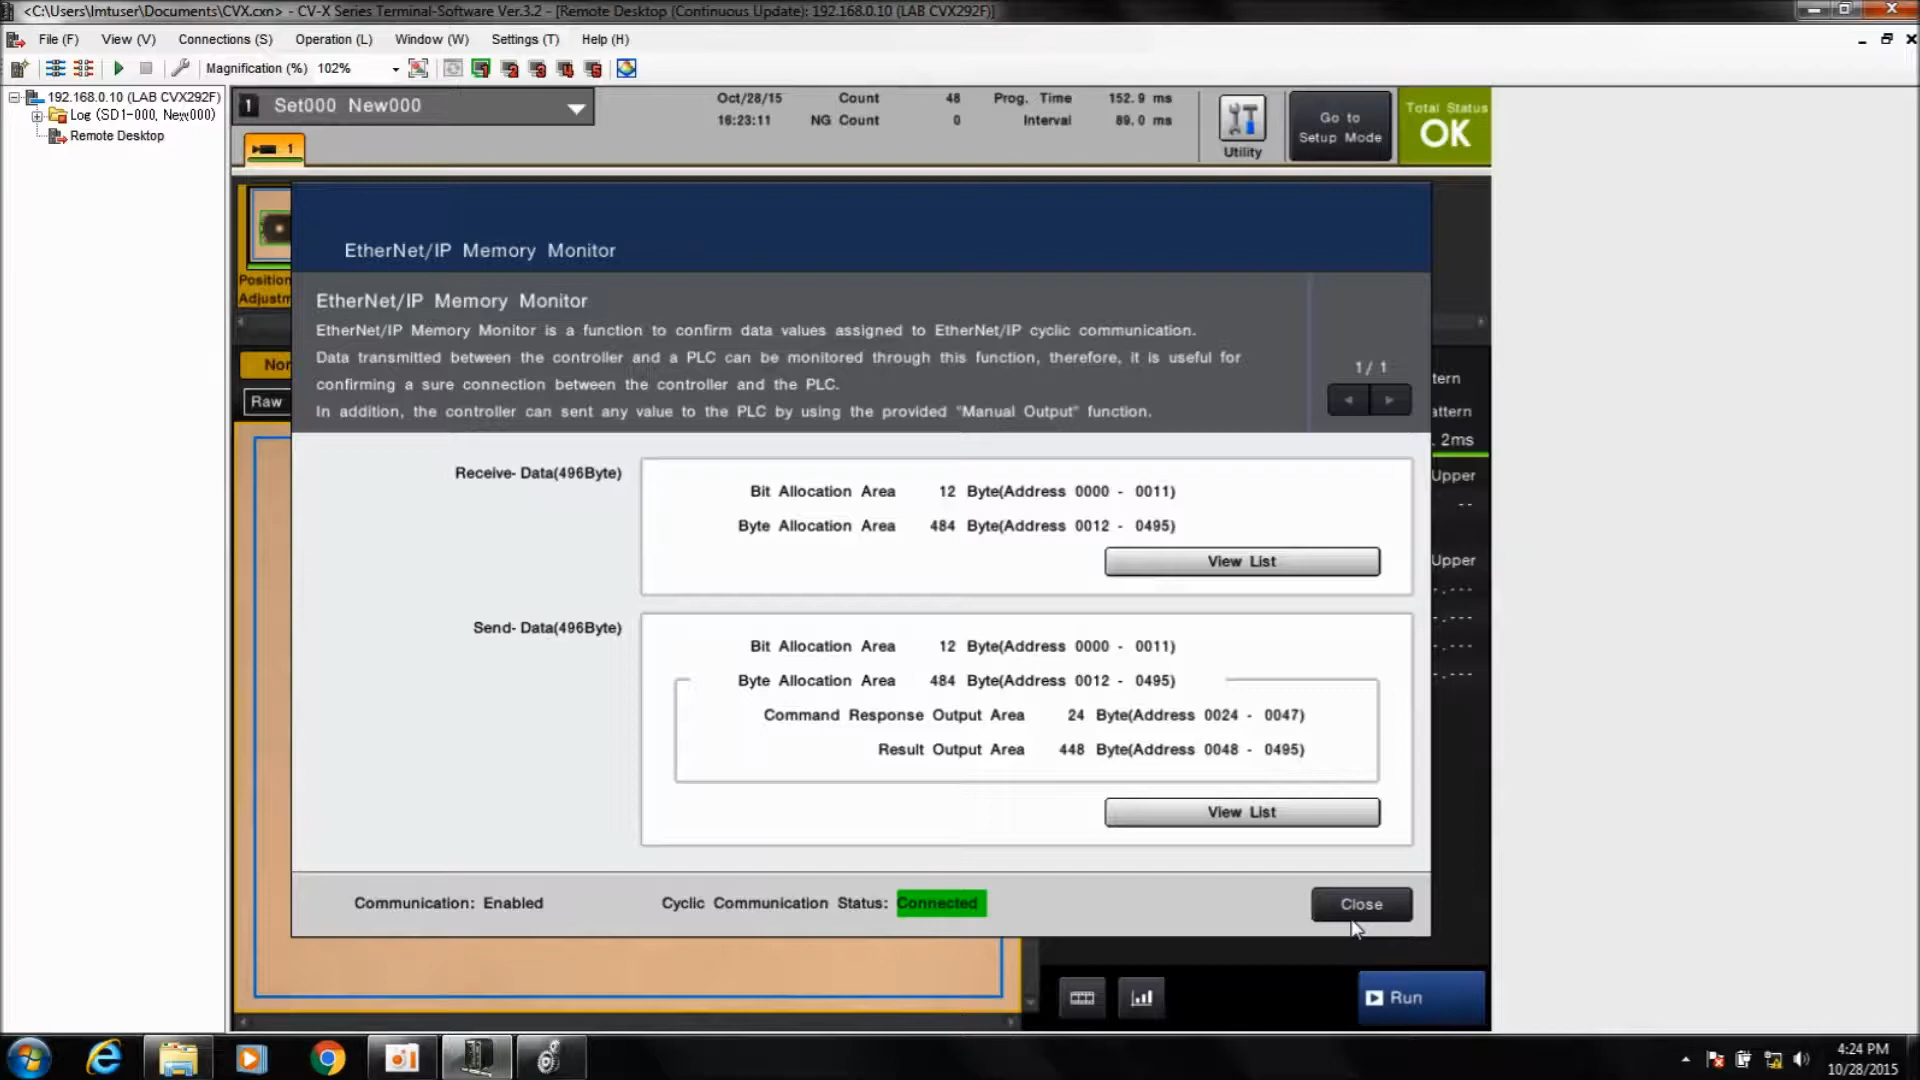 <C:\Users\lmtuser\Documents\CVX.cxn> - CV-X Series Terminal-Software Ver.3.2 - [Remote Desktop (Continuous Update): 192.168.0.10 (LAB CVX292F)]
File (F) View (V) Connections (S) Operation (L) Window (W) Settings (T) Help (H)
Magnification (%) 102%
192.168.0.10 (LAB CVX292F)
Log (SD1-000, New000)
Remote Desktop
1 Set000 New000
Oct/28/15 Count 48 Prog. Time 152.9 ms
16:23:11 NG Count 0 Interval 89.0 ms
Utility
Go to
Setup Mode
Total Status
OK
1
Position
Adjustm
Nor
Raw
EtherNet/IP Memory Monitor
EtherNet/IP Memory Monitor
EtherNet/IP Memory Monitor is a function to confirm data values assigned to EtherNet/IP cyclic communication.
Data transmitted between the controller and a PLC can be monitored through this function, therefore, it is useful for
confirming a sure connection between the controller and the PLC.
In addition, the controller can sent any value to the PLC by using the provided "Manual Output" function.
1/ 1
tern
attern
. 2ms
Upper
--
Upper
-.---
-.---
-.---
-.---
Receive- Data(496Byte)
Bit Allocation Area 12 Byte(Address 0000 - 0011)
Byte Allocation Area 484 Byte(Address 0012 - 0495)
View List
Send- Data(496Byte)
Bit Allocation Area 12 Byte(Address 0000 - 0011)
Byte Allocation Area 484 Byte(Address 0012 - 0495)
Command Response Output Area 24 Byte(Address 0024 - 0047)
Result Output Area 448 Byte(Address 0048 - 0495)
View List
Communication: Enabled Cyclic Communication Status: Connected
Close
Run
4:24 PM
10/28/2015